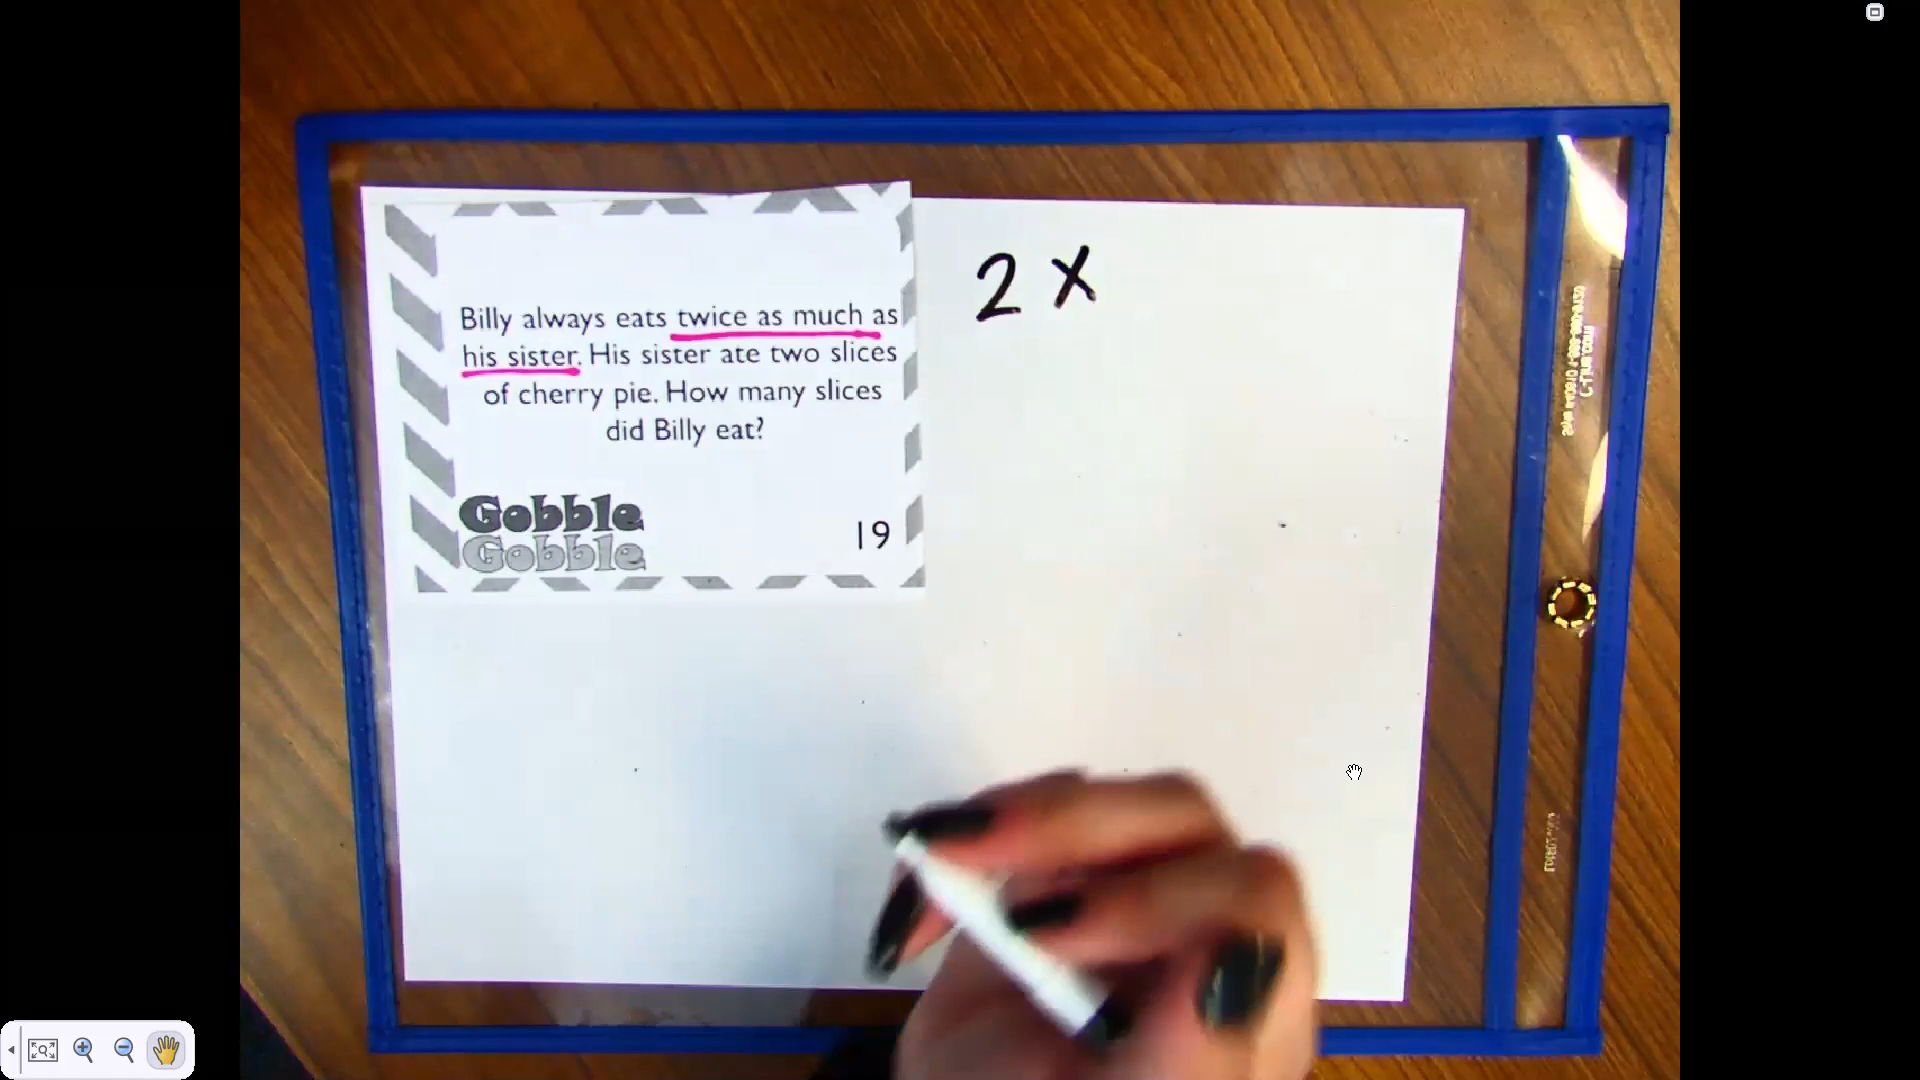 Billy always eats twice as much as
his sister. His sister ate two slices
of cherry pie. How many slices
did Billy eat?
Gobble
Gobble
19
2 x